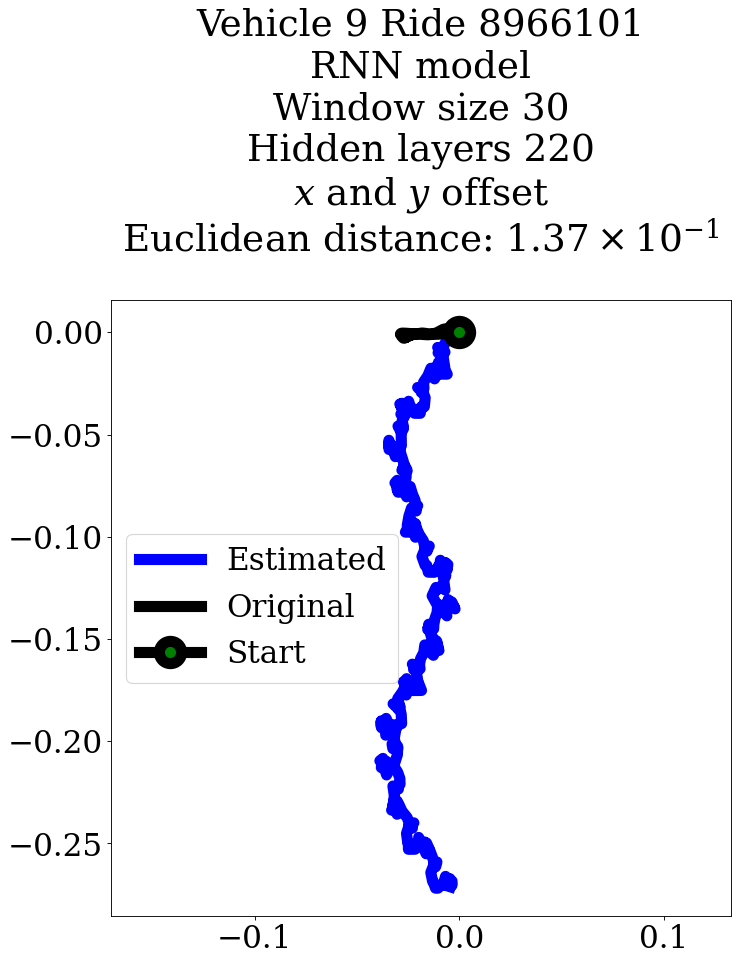 Vehicle 9 Ride 8966101
RNN model
Window size 30
Hidden layers 220
x and y offset
Euclidean distance: 1.37 × 10⁻¹
0.00
−0.05
−0.10
−0.15
−0.20
−0.25
Estimated
Original
Start
−0.1
0.0
0.1